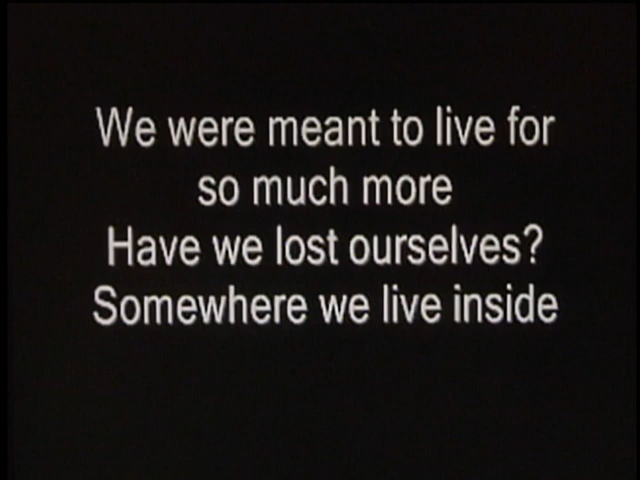 We were meant to live for
so much more
Have we lost ourselves?
Somewhere we live inside